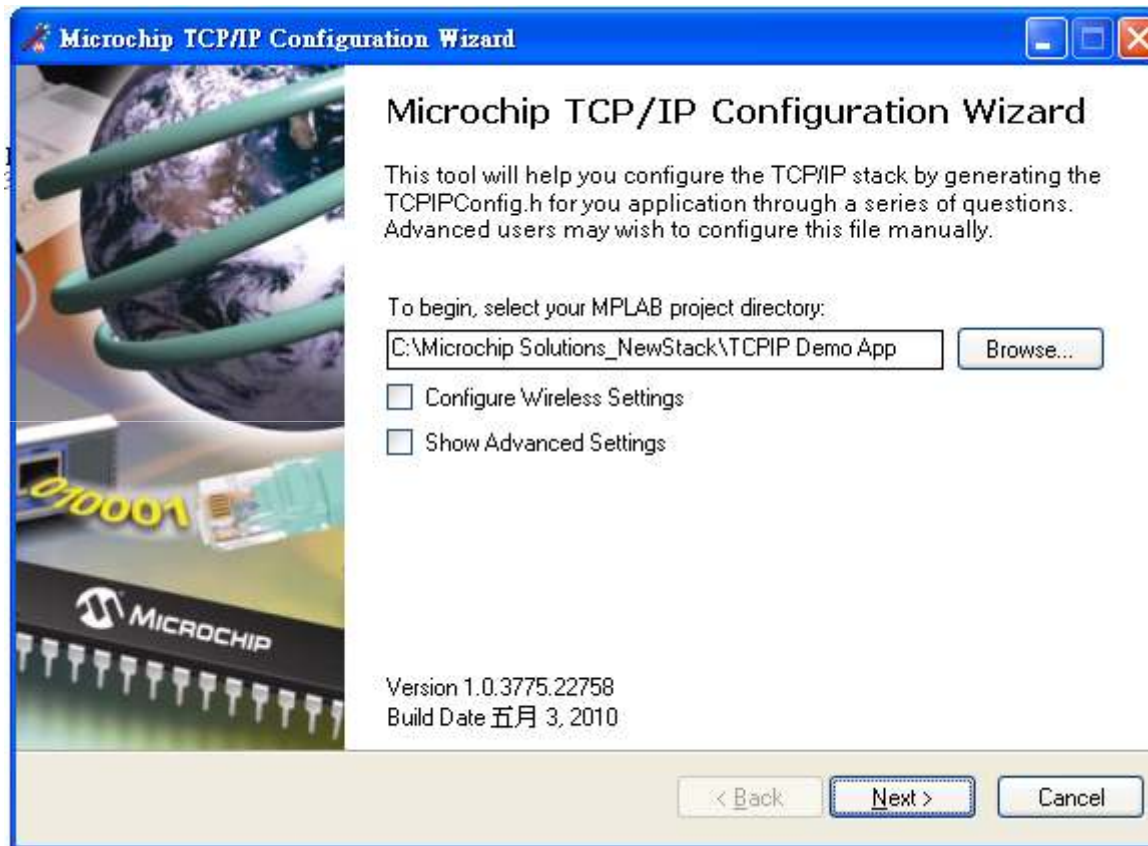 Microchip TCP/IP Configuration Wizard
Microchip TCP/IP Configuration Wizard
This tool will help you configure the TCP/IP stack by generating the
TCPIPConfig.h for you application through a series of questions.
Advanced users may wish to configure this file manually.
To begin, select your MPLAB project directory:
C:\Microchip Solutions_NewStack\TCPIP Demo App
Browse...
Configure Wireless Settings
Show Advanced Settings
010001
MICROCHIP
Version 1.0.3775.22758
Build Date 五月 3, 2010
< Back
Next >
Cancel